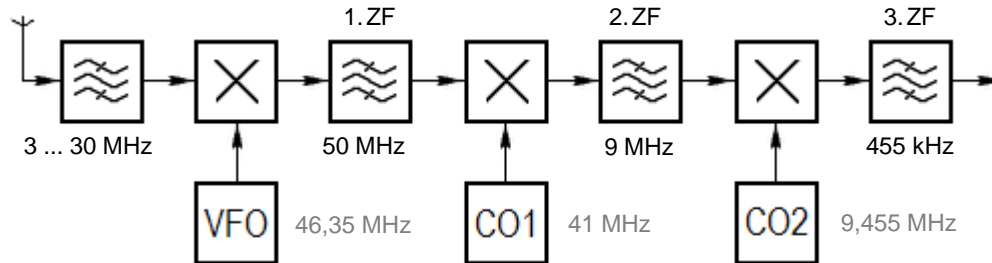 1. ZF
2. ZF
3. ZF
3 ... 30 MHz
50 MHz
9 MHz
455 kHz
VFO
46,35 MHz
CO1
41 MHz
CO2
9,455 MHz